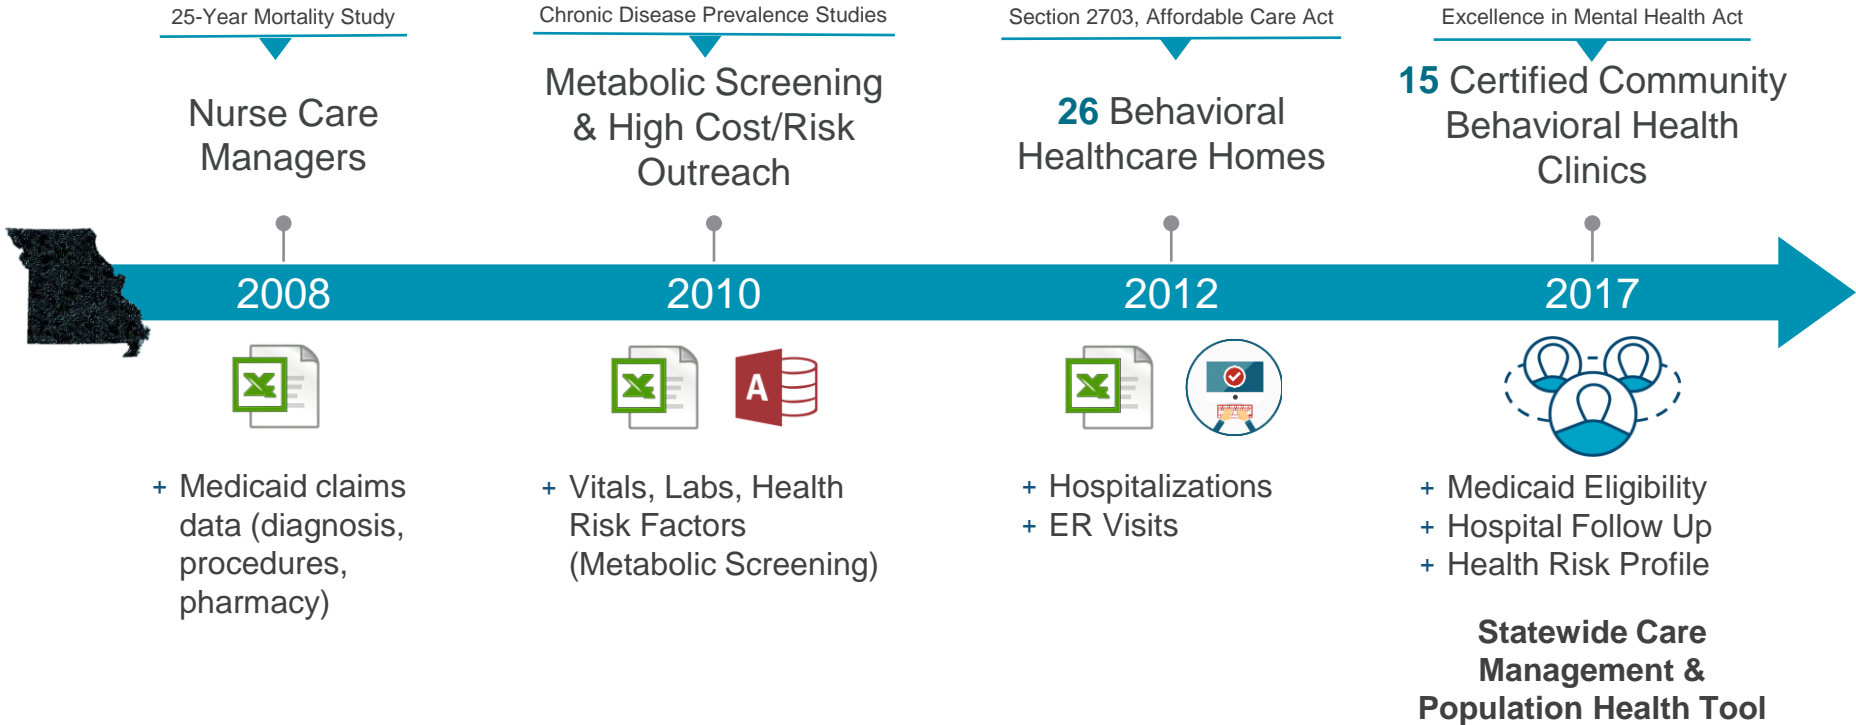 25-Year Mortality Study
Nurse Care
Managers
2008
+ Medicaid claims
data (diagnosis,
procedures,
pharmacy)
Chronic Disease Prevalence Studies
Metabolic Screening
& High Cost/Risk
Outreach
2010
A
+ Vitals, Labs, Health
Risk Factors
(Metabolic Screening)
Section 2703, Affordable Care Act
26 Behavioral
Healthcare Homes
2012
+ Hospitalizations
+ ER Visits
Excellence in Mental Health Act
15 Certified Community
Behavioral Health
Clinics
2017
+ Medicaid Eligibility
+ Hospital Follow Up
+ Health Risk Profile
Statewide Care
Management &
Population Health Tool